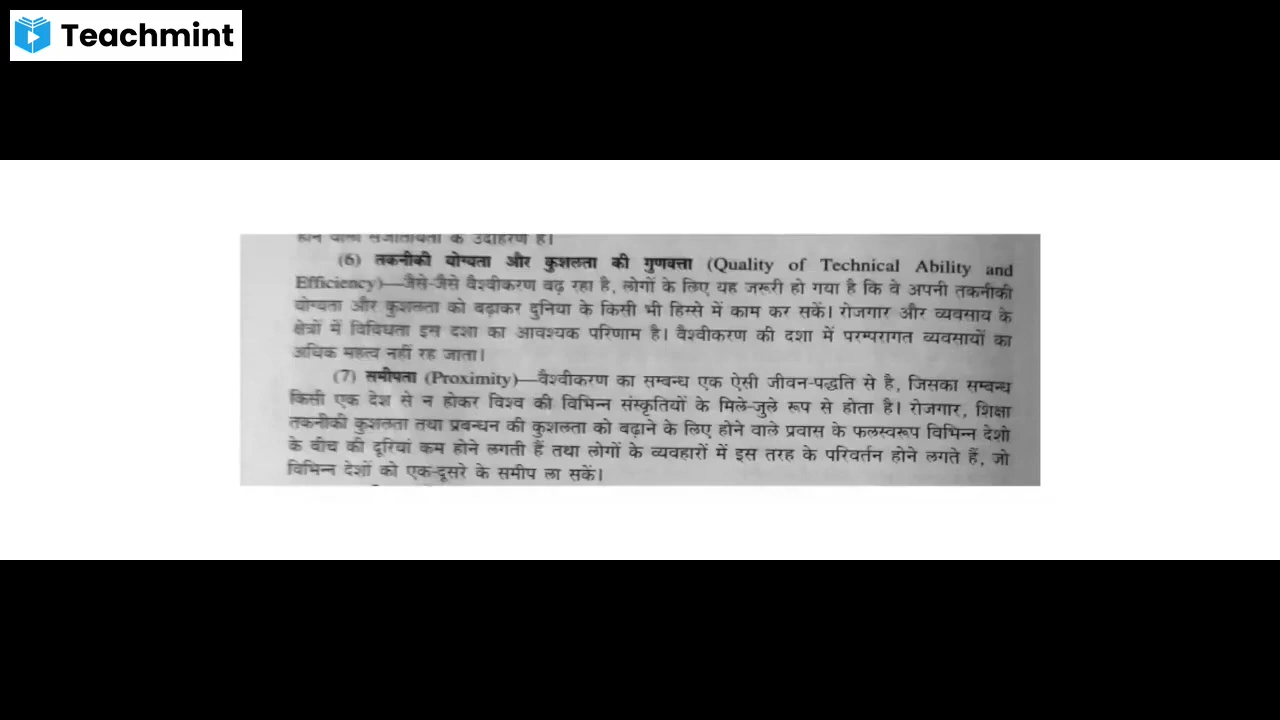 Teachmint
होने वाली सजातीयता के उदाहरण हैं।
(6) तकनीकी योग्यता और कुशलता की गुणवत्ता (Quality of Technical Ability and
Efficiency)—जैसे-जैसे वैश्वीकरण बढ़ रहा है, लोगों के लिए यह जरूरी हो गया है कि वे अपनी तकनीकी
योग्यता और कुशलता को बढ़ाकर दुनिया के किसी भी हिस्से में काम कर सकें। रोजगार और व्यवसाय के
क्षेत्रों में विविधता इस दशा का आवश्यक परिणाम है। वैश्वीकरण की दशा में परम्परागत व्यवसायों का
अधिक महत्व नहीं रह जाता।
(7) समीपता (Proximity)—वैश्वीकरण का सम्बन्ध एक ऐसी जीवन-पद्धति से है, जिसका सम्बन्ध
किसी एक देश से न होकर विश्व की विभिन्न संस्कृतियों के मिले-जुले रूप से होता है। रोजगार, शिक्षा
तकनीकी कुशलता तथा प्रबन्धन की कुशलता को बढ़ाने के लिए होने वाले प्रवास के फलस्वरूप विभिन्न देशों
के बीच की दूरियां कम होने लगती हैं तथा लोगों के व्यवहारों में इस तरह के परिवर्तन होने लगते हैं, जो
विभिन्न देशों को एक-दूसरे के समीप ला सकें।